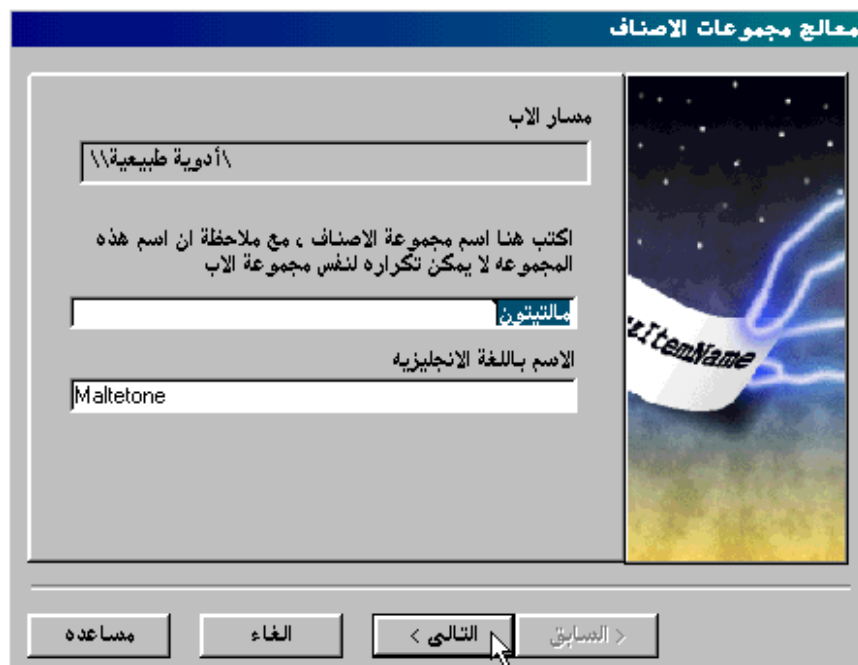 معالج مجموعات الاصناف
مسار الاب
\أدوية طبيعية\\
اكتب هنا اسم مجموعة الاصناف ، مع ملاحظة ان اسم هذه
المجموعه لا يمكن تكراره لنفس مجموعة الاب
مالتيتون
الاسم باللغة الانجليزيه
Maltetone
ItemName
< السابق
التالى >
الغاء
مساعده